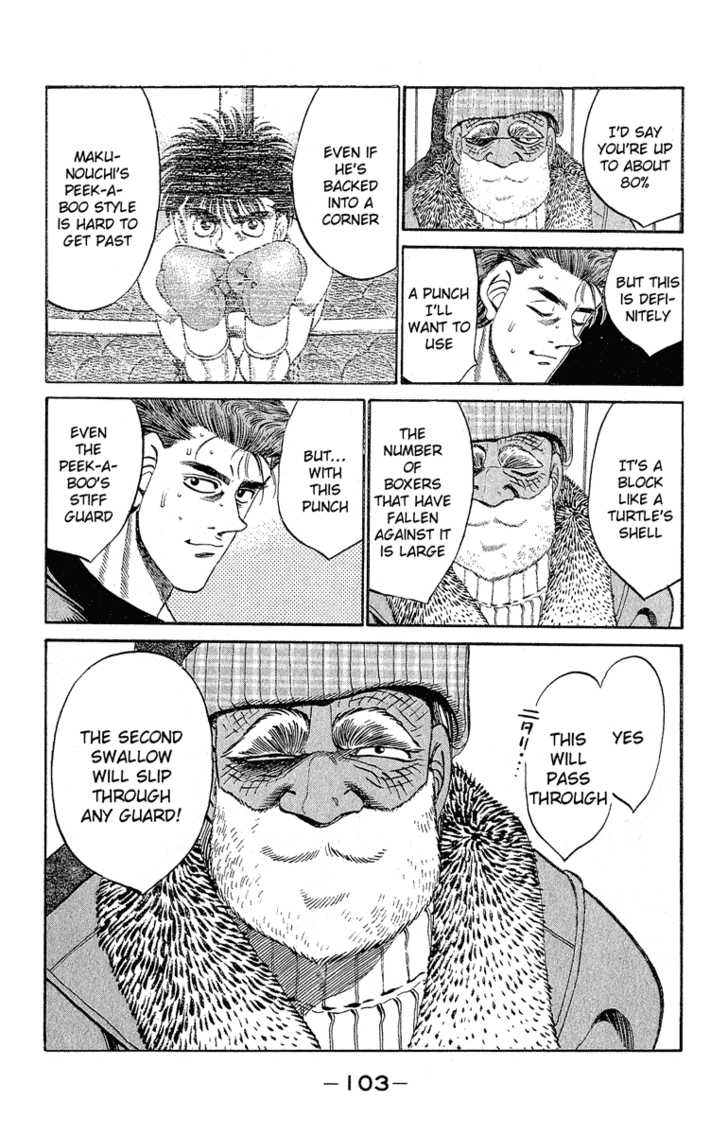 I'D SAY
YOU'RE UP
TO ABOUT
80%
BUT THIS
IS DEFI-
NITELY
A PUNCH
I'LL
WANT TO
USE
EVEN IF
HE'S
BACKED
INTO A
CORNER
MAKU-
NOUCHI'S
PEEK-A-
BOO STYLE
IS HARD TO
GET PAST
IT'S A
BLOCK
LIKE A
TURTLE'S
SHELL
THE
NUMBER
OF
BOXERS
THAT HAVE
FALLEN
AGAINST IT
IS LARGE
BUT...
WITH
THIS
PUNCH
EVEN
THE
PEEK-A-
BOO'S
STIFF
GUARD
YES
THIS
WILL
PASS
THROUGH
ニタリ!!…
THE SECOND
SWALLOW
WILL SLIP
THROUGH
ANY GUARD!
—103—